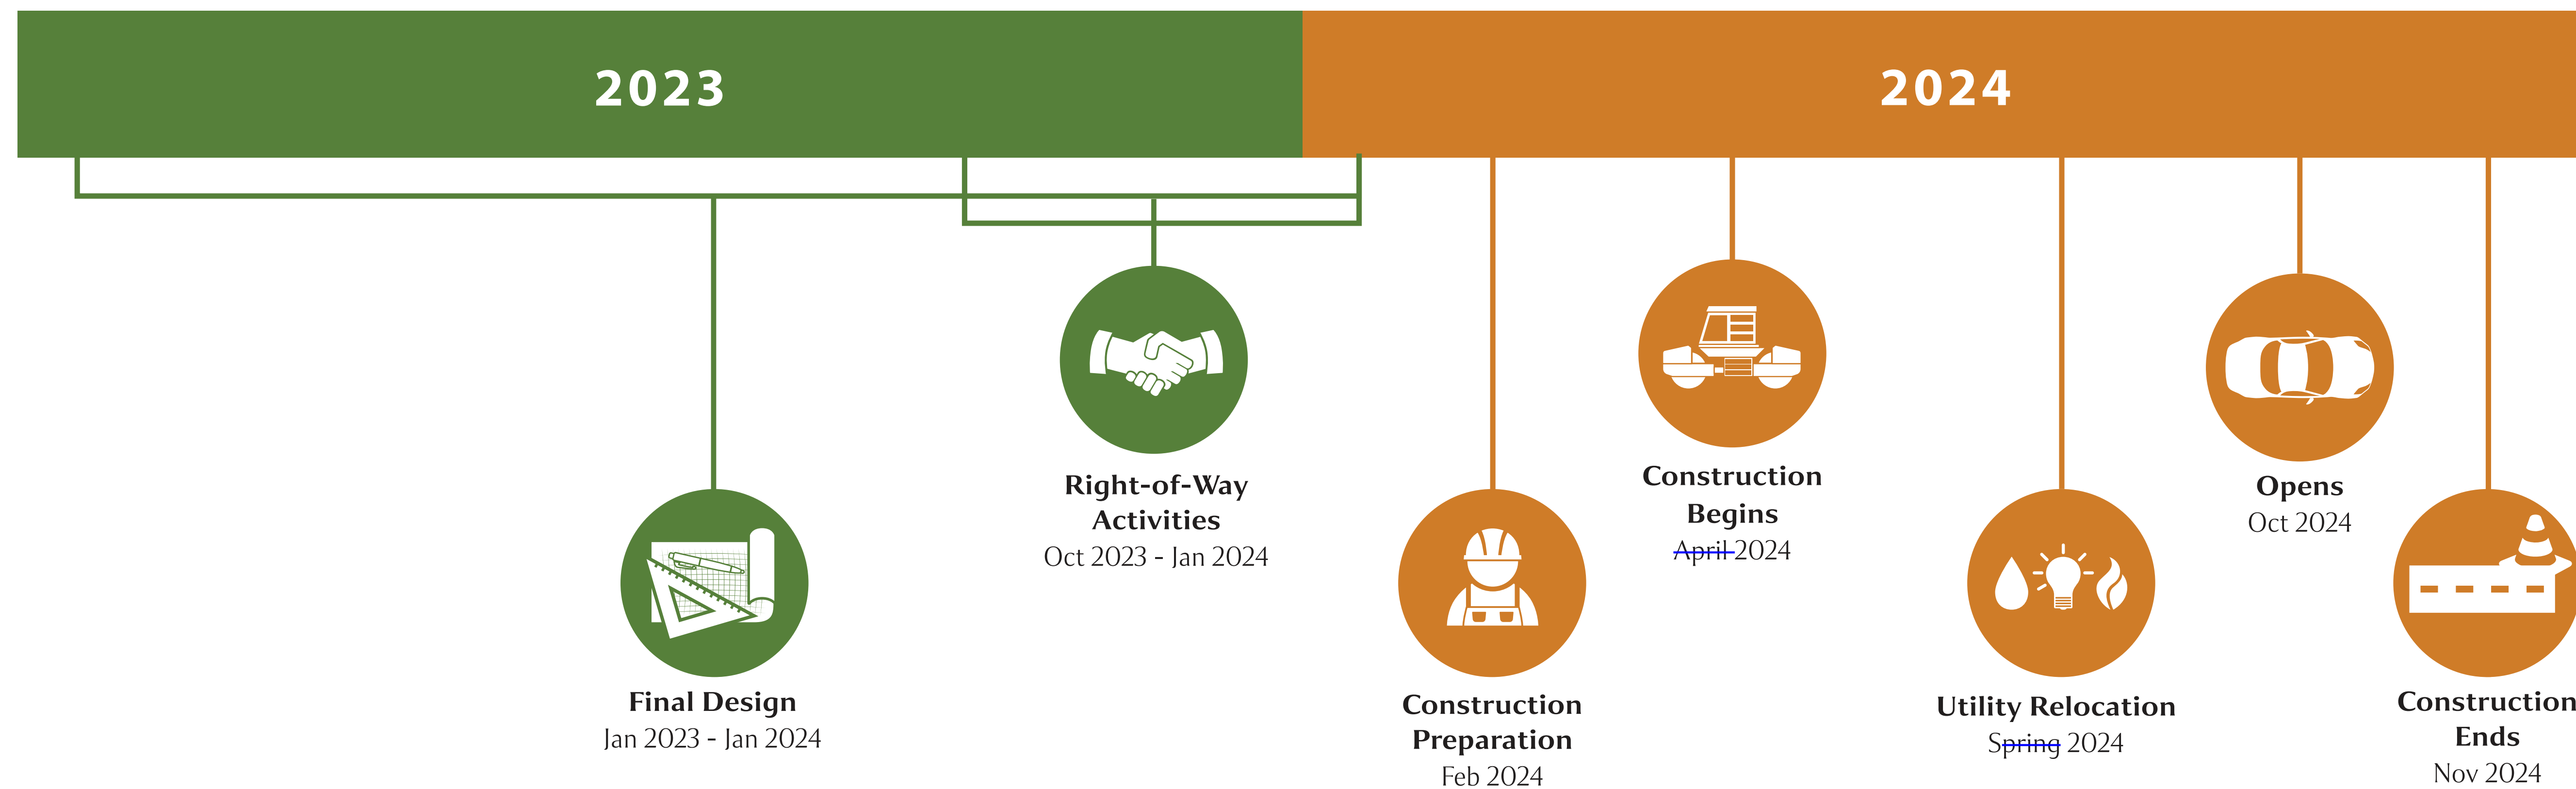 2023
2024
Right-of-Way
Activities
Oct 2023 - Jan 2024
Construction
Begins
April 2024
Opens
Oct 2024
Final Design
Jan 2023 - Jan 2024
Construction
Preparation
Feb 2024
Utility Relocation
Spring 2024
Construction
Ends
Nov 2024